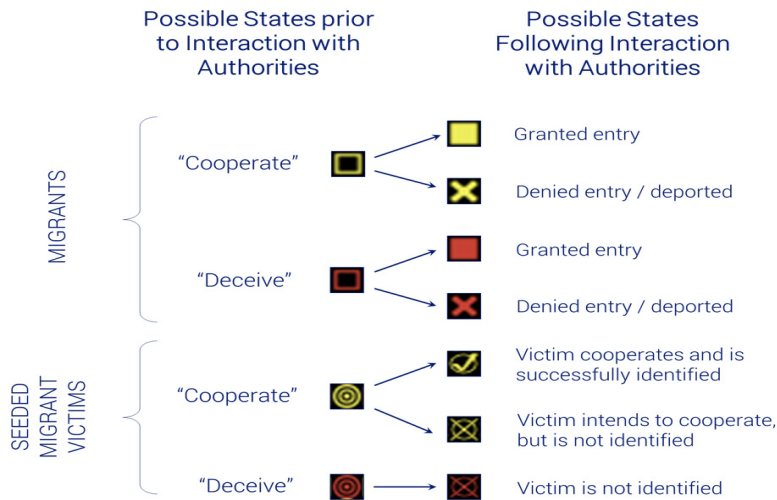 Possible States prior
to Interaction with
Authorities
Possible States
Following Interaction
with Authorities
MIGRANTS
“Cooperate”
Granted entry
Denied entry / deported
“Deceive”
Granted entry
Denied entry / deported
SEEDED
MIGRANT
VICTIMS
“Cooperate”
Victim cooperates and is
successfully identified
Victim intends to cooperate,
but is not identified
“Deceive”
Victim is not identified